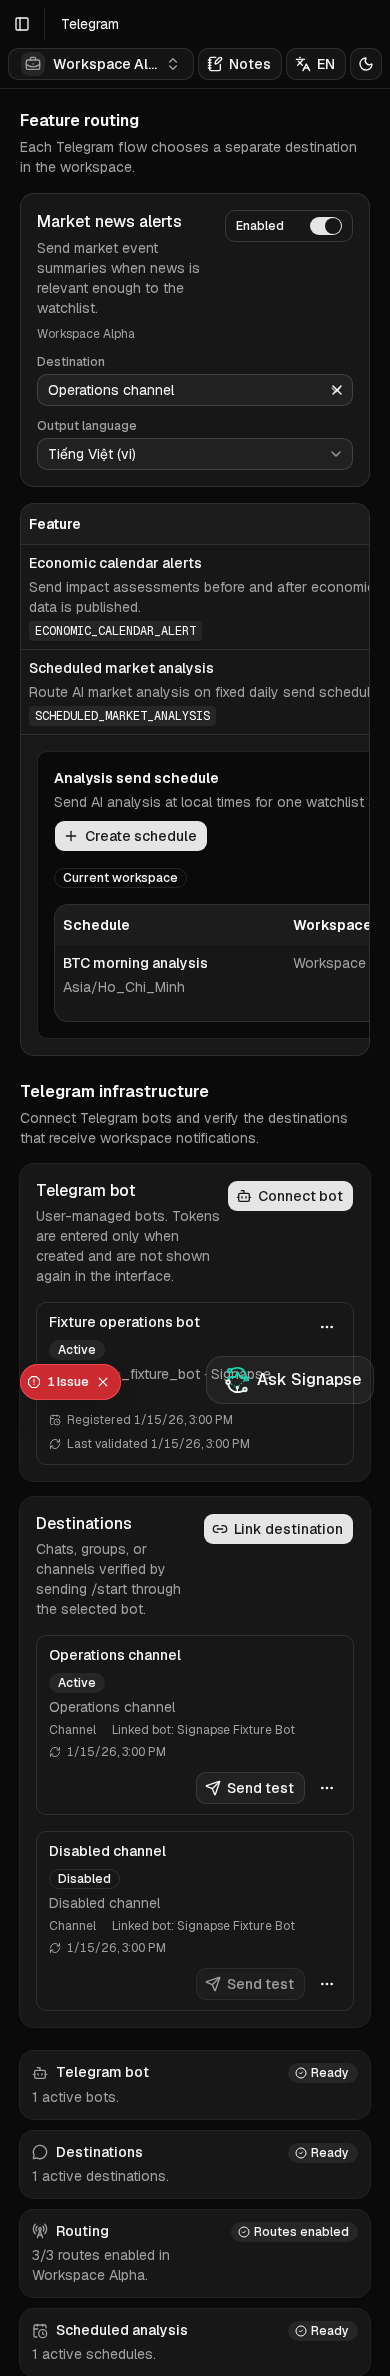 Telegram
Workspace Al...
Notes
EN
Feature routing
Each Telegram flow chooses a separate destination
in the workspace.
Market news alerts
Enabled
Send market event
summaries when news is
relevant enough to the
watchlist.
Workspace Alpha
Destination
Operations channel
Output language
Tiếng Việt (vi)
Feature
Economic calendar alerts
Send impact assessments before and after economic
data is published.
ECONOMIC_CALENDAR_ALERT
Scheduled market analysis
Route AI market analysis on fixed daily send schedul
SCHEDULED_MARKET_ANALYSIS
Analysis send schedule
Send AI analysis at local times for one watchlist
Create schedule
Current workspace
Schedule
Workspace
BTC morning analysis
Workspace
Asia/Ho_Chi_Minh
Telegram infrastructure
Connect Telegram bots and verify the destinations
that receive workspace notifications.
Telegram bot
Connect bot
User-managed bots. Tokens
are entered only when
created and are not shown
again in the interface.
Fixture operations bot
Active
_fixture_bot · Signapse
1 Issue
Ask Signapse
Registered 1/15/26, 3:00 PM
Last validated 1/15/26, 3:00 PM
Destinations
Link destination
Chats, groups, or
channels verified by
sending /start through
the selected bot.
Operations channel
Active
Operations channel
Channel Linked bot: Signapse Fixture Bot
1/15/26, 3:00 PM
Send test
Disabled channel
Disabled
Disabled channel
Channel Linked bot: Signapse Fixture Bot
1/15/26, 3:00 PM
Send test
Telegram bot
Ready
1 active bots.
Destinations
Ready
1 active destinations.
Routing
Routes enabled
3/3 routes enabled in
Workspace Alpha.
Scheduled analysis
Ready
1 active schedules.